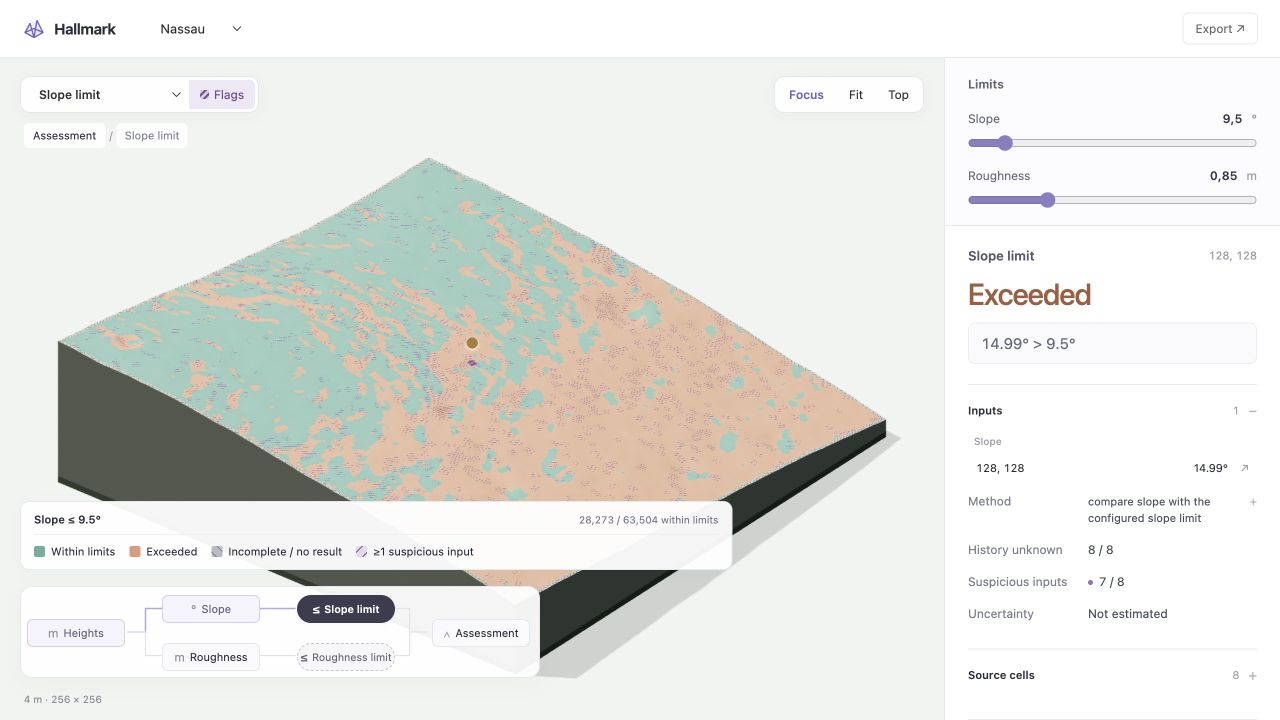 Hallmark
Nassau
Export ↗
Slope limit
Flags
Focus
Fit
Top
Assessment / Slope limit
Limits
Slope 9,5 °
Roughness 0,85 m
Slope limit 128, 128
Exceeded
14.99° > 9.5°
Inputs 1 −
Slope
128, 128 14.99° ↗
Method compare slope with the +
configured slope limit
History unknown 8 / 8
Suspicious inputs 7 / 8
Uncertainty Not estimated
Source cells 8 +
Slope ≤ 9.5° 28,273 / 63,504 within limits
Within limits Exceeded Incomplete / no result ≥1 suspicious input
° Slope ≤ Slope limit
m Heights ∧ Assessment
m Roughness ≤ Roughness limit
4 m · 256 × 256